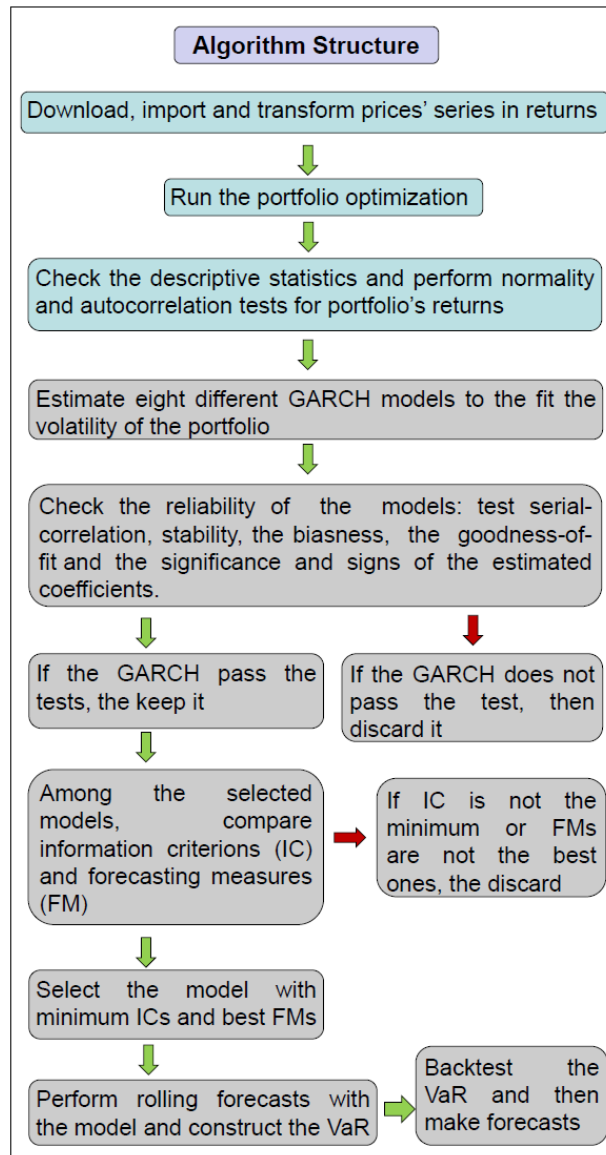 Algorithm Structure
Download, import and transform prices' series in returns
Run the portfolio optimization
Check the descriptive statistics and perform normality
and autocorrelation tests for portfolio's returns
Estimate eight different GARCH models to the fit the
volatility of the portfolio
Check the reliability of the models: test serial-
correlation, stability, the biasness, the goodness-of-
fit and the significance and signs of the estimated
coefficients.
If the GARCH pass the
tests, the keep it
If the GARCH does not
pass the test, then
discard it
Among the selected
models, compare
information criterions (IC)
and forecasting measures
(FM)
If IC is not the
minimum or FMs
are not the best
ones, the discard
Select the model with
minimum ICs and best FMs
Perform rolling forecasts with
the model and construct the VaR
Backtest the
VaR and then
make forecasts